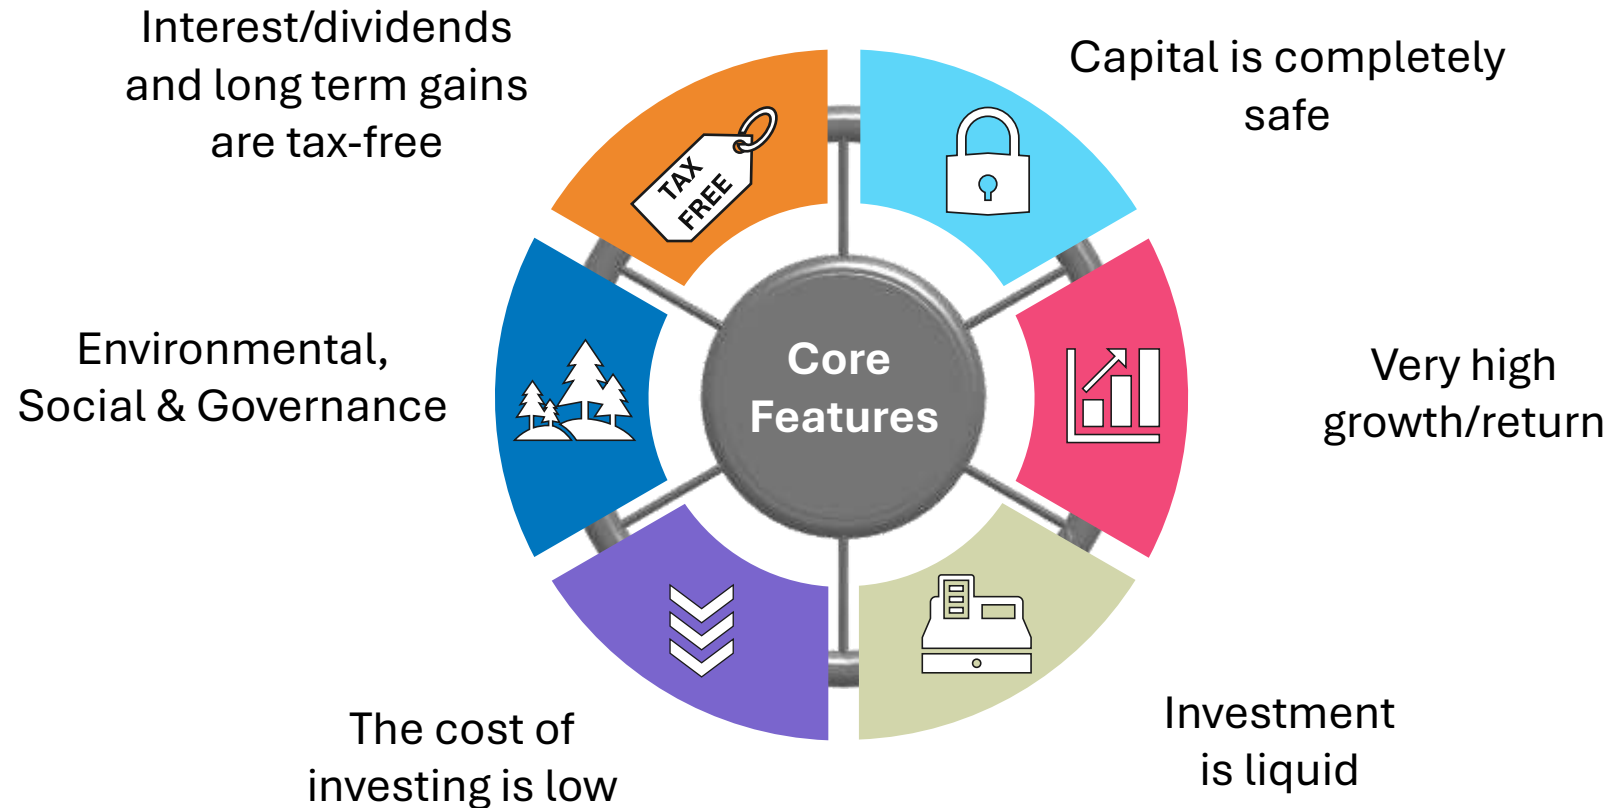 Interest/dividends
and long term gains
are tax-free
Capital is completely
safe
TAX
FREE
Environmental,
Social & Governance
Core
Features
Very high
growth/return
The cost of
investing is low
Investment
is liquid